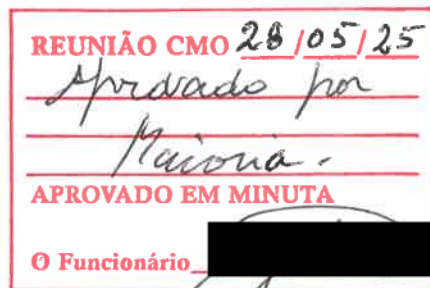 REUNIÃO CMO 28/05/25
Aprovado por
Maioria.
APROVADO EM MINUTA
O Funcionário